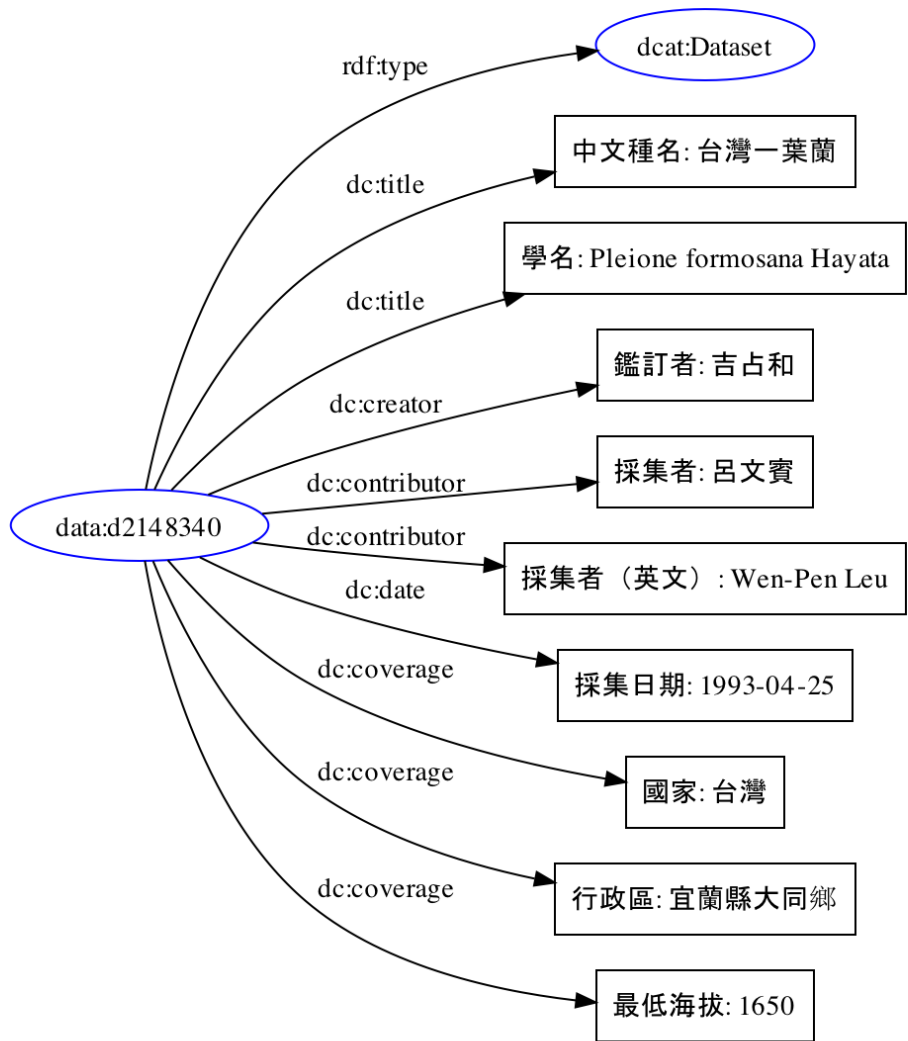 dcat:Dataset
rdf:type
中文種名: 台灣一葉蘭
dc:title
學名: Pleione formosana Hayata
dc:title
鑑訂者: 吉占和
dc:creator
採集者: 呂文賓
dc:contributor
data:d2148340
dc:contributor
採集者（英文）: Wen-Pen Leu
dc:date
採集日期: 1993-04-25
dc:coverage
國家: 台灣
dc:coverage
行政區: 宜蘭縣大同鄉
dc:coverage
最低海拔: 1650